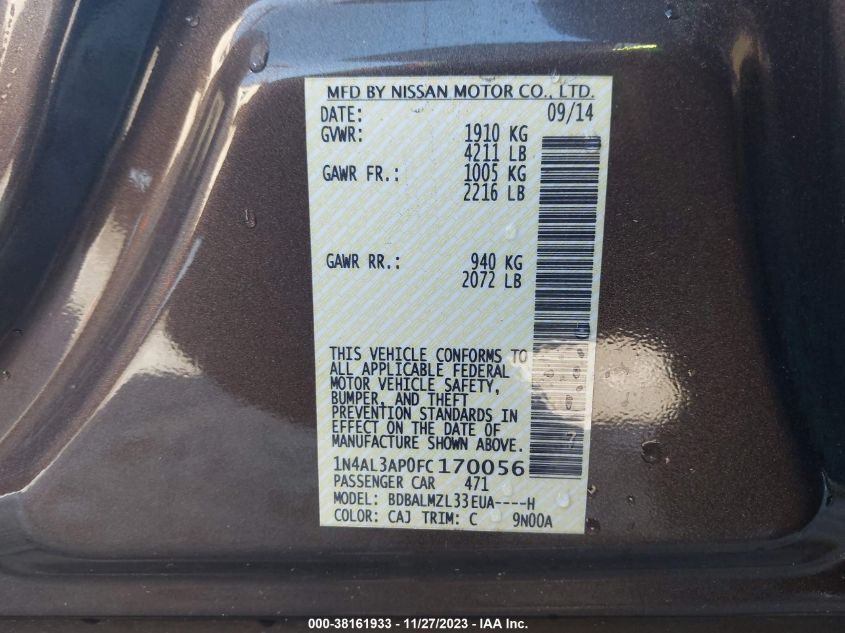 MFD BY NISSAN MOTOR CO., LTD.
DATE: 09/14
GVWR: 1910 KG
4211 LB
GAWR FR.: 1005 KG
2216 LB
GAWR RR.: 940 KG
2072 LB
THIS VEHICLE CONFORMS TO
ALL APPLICABLE FEDERAL
MOTOR VEHICLE SAFETY,
BUMPER, AND THEFT
PREVENTION STANDARDS IN
EFFECT ON THE DATE OF
MANUFACTURE SHOWN ABOVE.
1N4AL3AP0FC170056
PASSENGER CAR 471
MODEL: BDBALMZL33EUA----H
COLOR: CAJ TRIM: C 9N00A
000-38161933 - 11/27/2023 - IAA Inc.